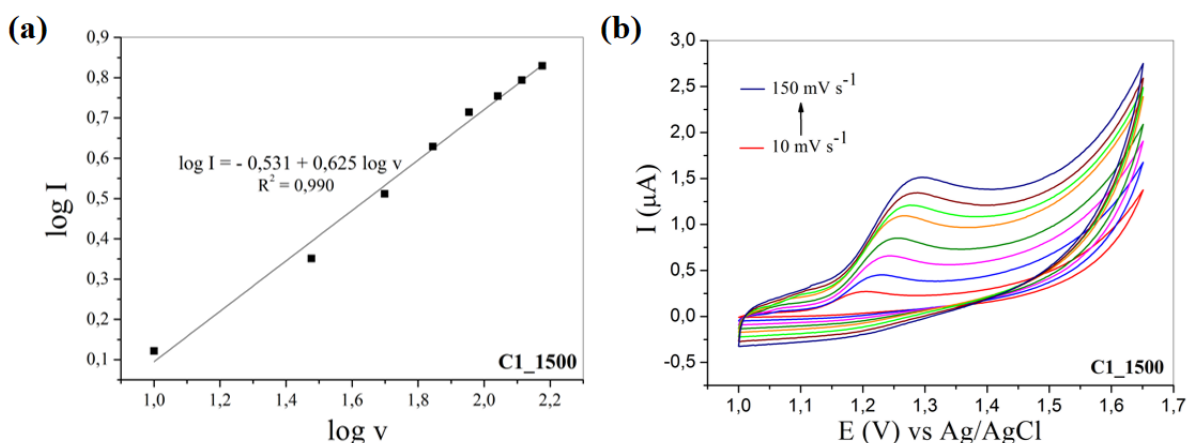 (a)
0,9
0,8
0,7
0,6
0,5
0,4
0,3
0,2
0,1
log I
log I = - 0,531 + 0,625 log v
R² = 0,990
C1_1500
1,0 1,2 1,4 1,6 1,8 2,0 2,2
log v
(b)
3,0
2,5
2,0
1,5
1,0
0,5
0,0
-0,5
I (µA)
150 mV s⁻¹
10 mV s⁻¹
C1_1500
1,0 1,1 1,2 1,3 1,4 1,5 1,6 1,7
E (V) vs Ag/AgCl